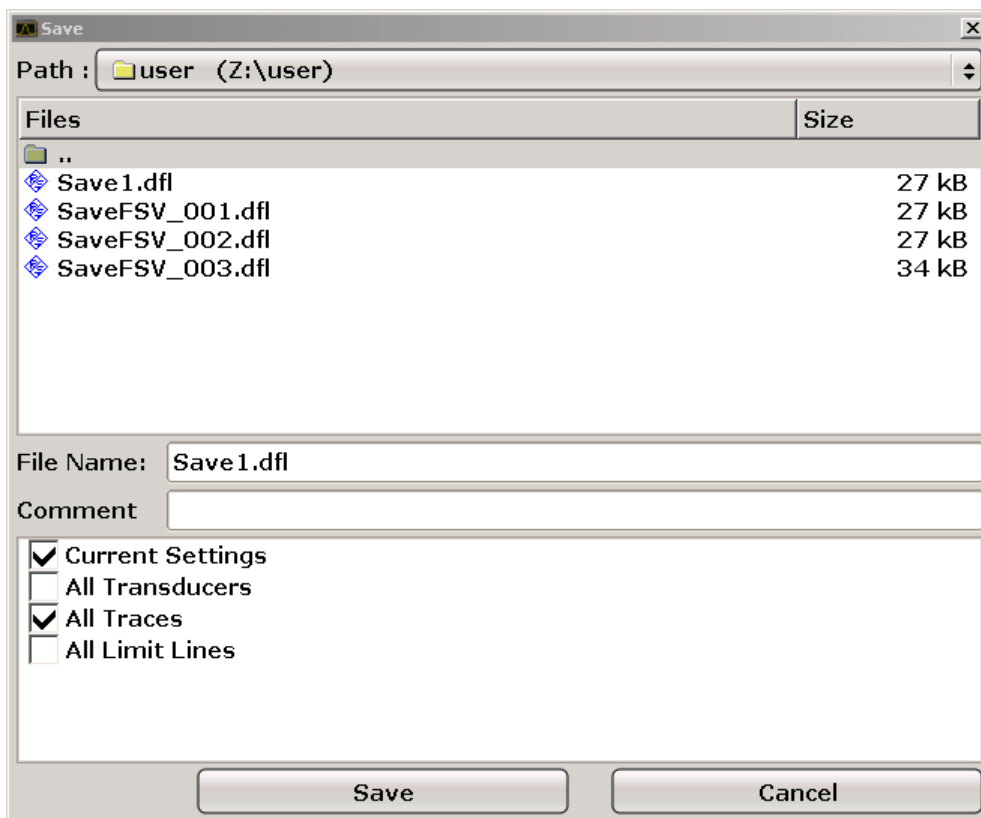 Save
Path : user (Z:\user)
Files Size
..
Save1.dfl 27 kB
SaveFSV_001.dfl 27 kB
SaveFSV_002.dfl 27 kB
SaveFSV_003.dfl 34 kB
File Name: Save1.dfl
Comment
Current Settings
All Transducers
All Traces
All Limit Lines
Save Cancel